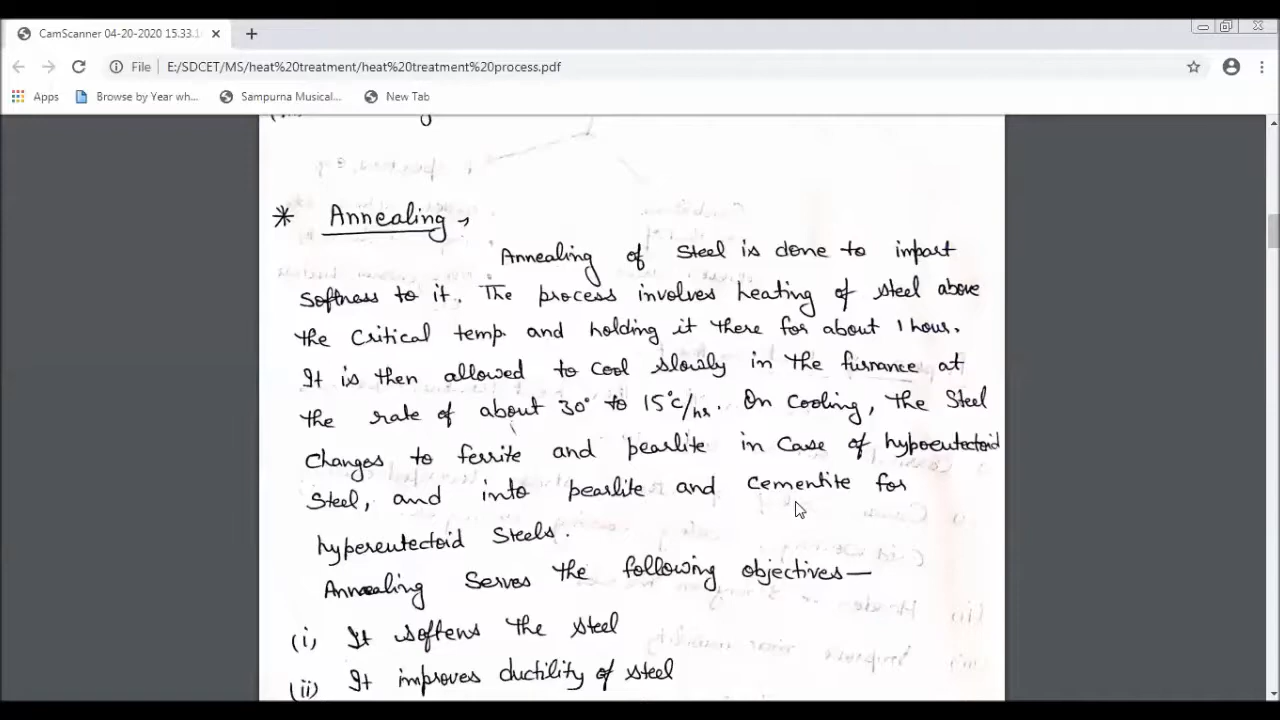 CamScanner 04-20-2020 15.33.1
File E:/SDCET/MS/heat%20treatment/heat%20treatment%20process.pdf
Apps Browse by Year wh... Sampurna Musical... New Tab
* Annealing →
Annealing of Steel is done to impart
Softness to it. The process involves heating of steel above
the Critical temp. and holding it there for about 1 hour.
It is then allowed to Cool slowly in the furnance at
the rate of about 30° to 15°c/hr. On Cooling, the Steel
Changes to ferrite and pearlite in Case of hypoeutectoid
Steel, and into pearlite and cementite for
hypereutectoid Steels.
Annealing Serves the following objectives—
(i) It Softens the steel
(ii) It improves ductility of steel